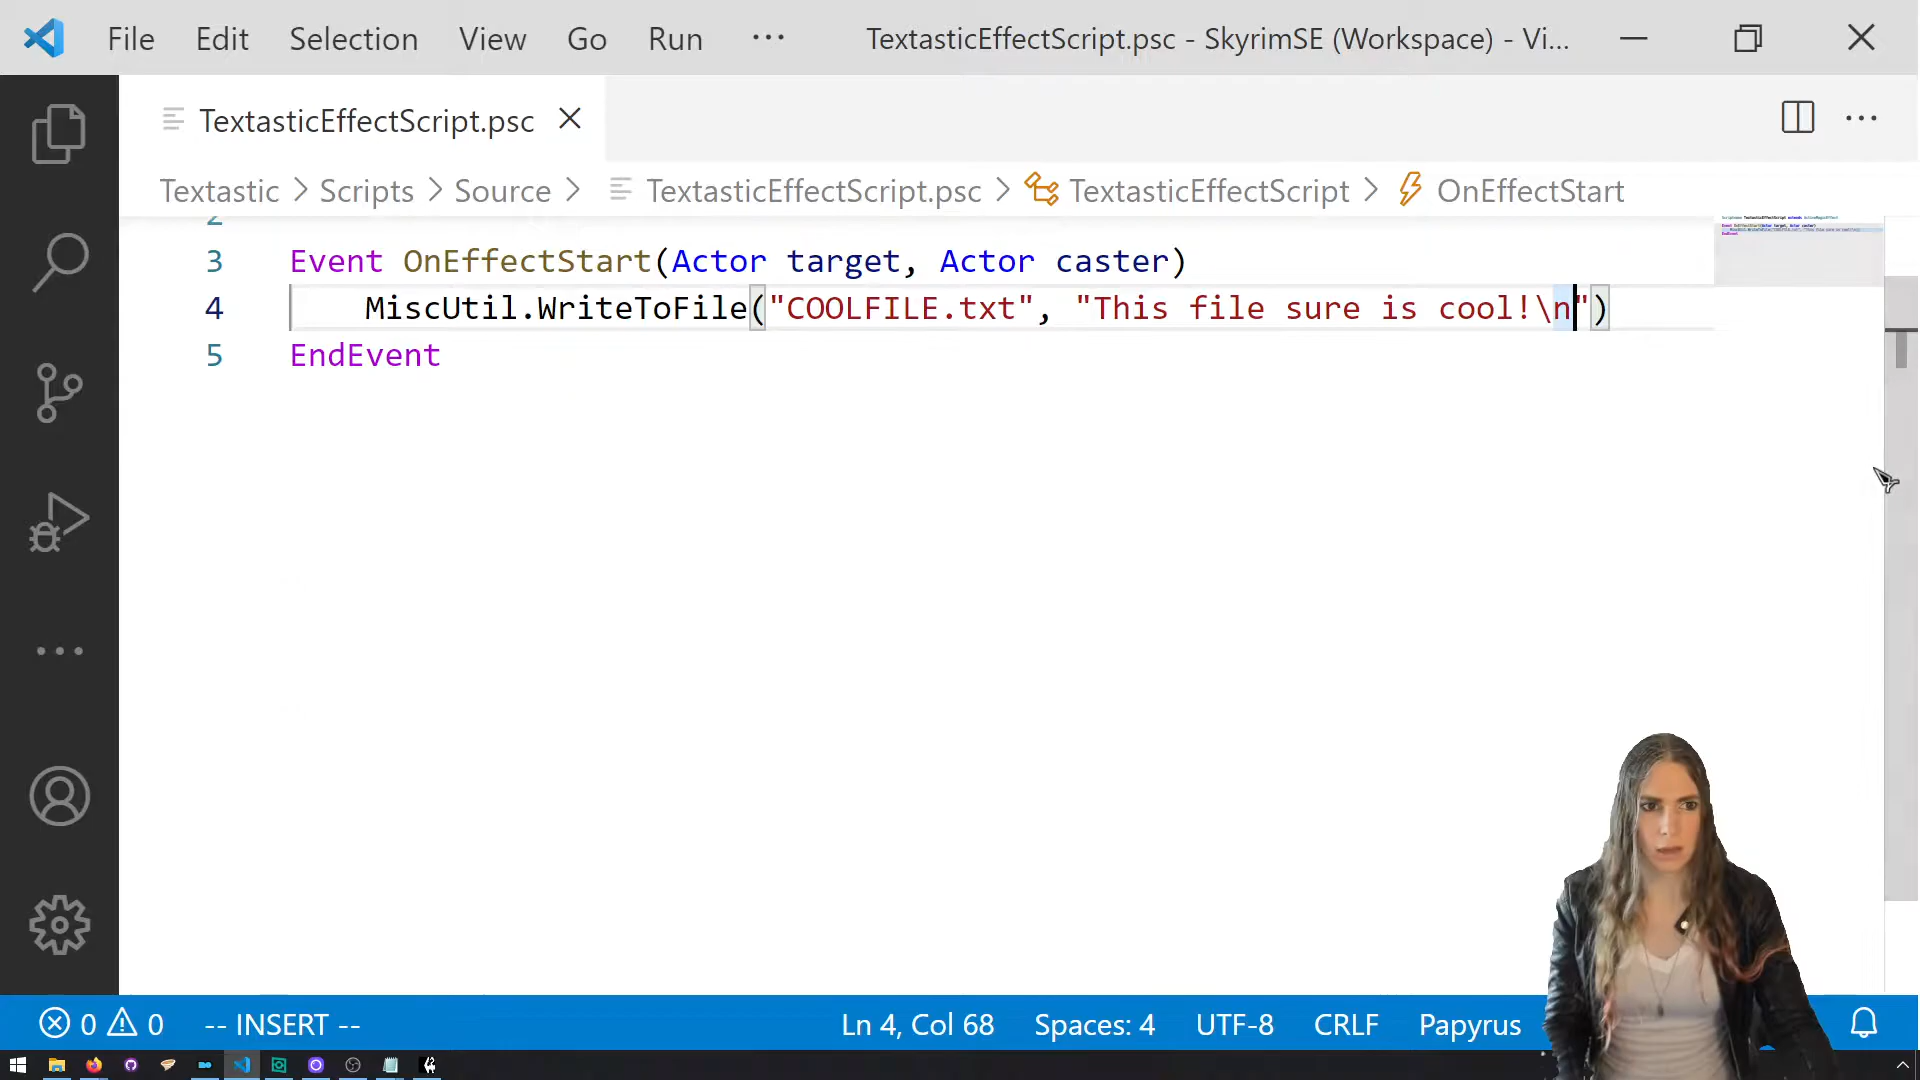 File Edit Selection View Go Run ··· TextasticEffectScript.psc - SkyrimSE (Workspace) - Vi...
TextasticEffectScript.psc
Textastic > Scripts > Source > TextasticEffectScript.psc > TextasticEffectScript > OnEffectStart
3 Event OnEffectStart(Actor target, Actor caster)
4 MiscUtil.WriteToFile("COOLFILE.txt", "This file sure is cool!\n")
5 EndEvent
0 0 -- INSERT -- Ln 4, Col 68 Spaces: 4 UTF-8 CRLF Papyrus